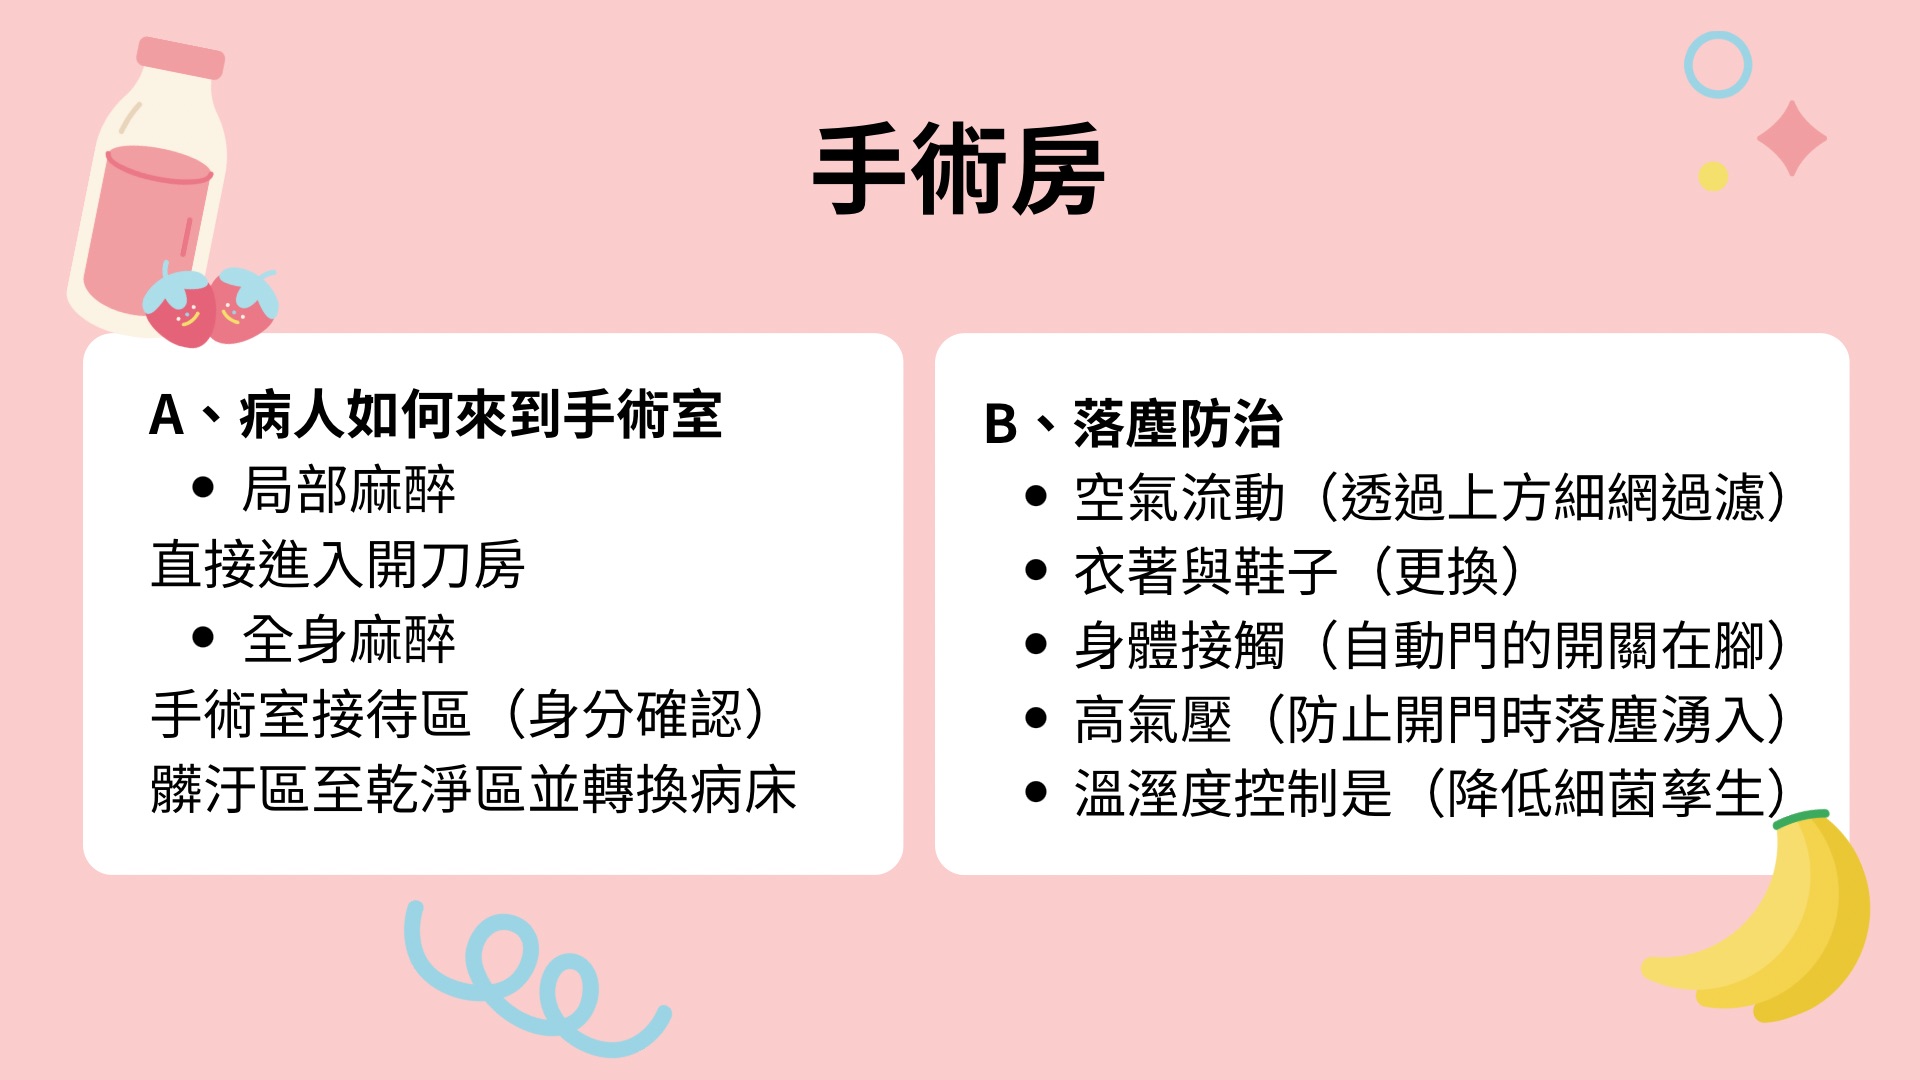 手術房
A、病人如何來到手術室
• 局部麻醉
直接進入開刀房
• 全身麻醉
手術室接待區（身分確認）
髒汙區至乾淨區並轉換病床
B、落塵防治
• 空氣流動（透過上方細網過濾）
• 衣著與鞋子（更換）
• 身體接觸（自動門的開關在腳）
• 高氣壓（防止開門時落塵湧入）
• 溫溼度控制是（降低細菌孳生）